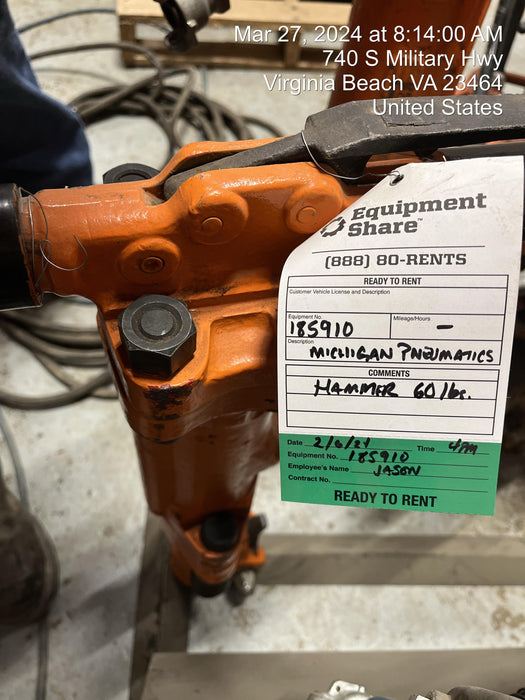 Mar 27, 2024 at 8:14:00 AM
740 S Military Hwy
Virginia Beach VA 23464
United States
Equipment
Share™
(888) 80-RENTS
READY TO RENT
Customer Vehicle License and Description
Equipment No. Mileage/Hours
185910 —
Description
MICHIGAN PNEUMATICS
COMMENTS
HAMMER 60 lbs.
Date 2/6/24 Time 4PM
Equipment No. 185910
Employee's Name JASON
Contract No.
READY TO RENT